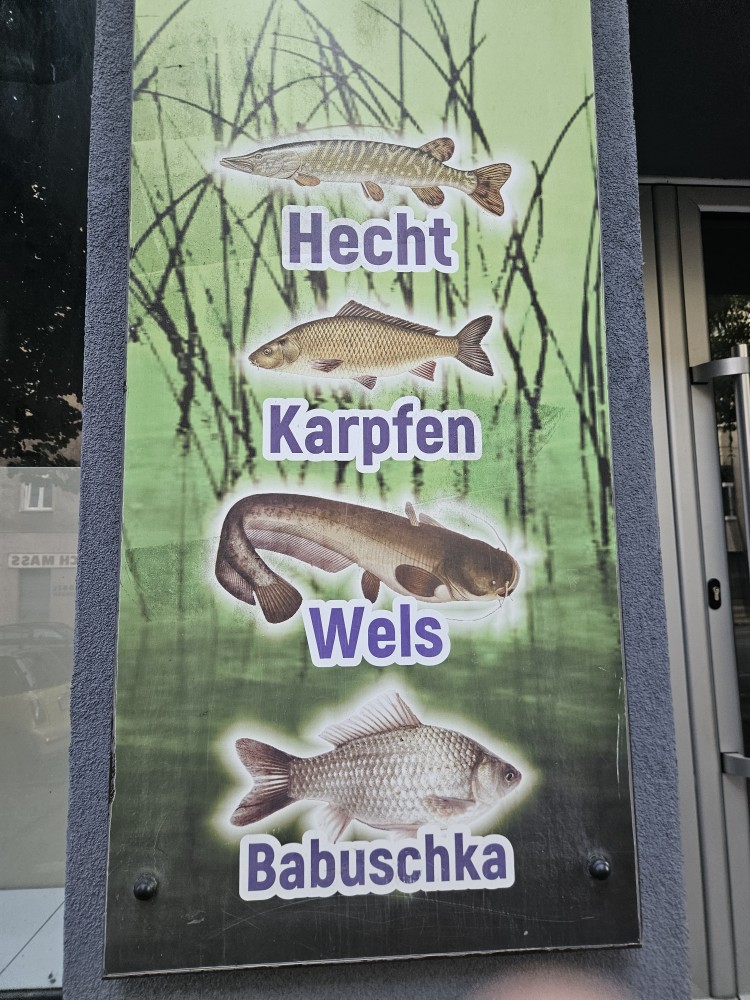 Hecht
Karpfen
Wels
Babuschka